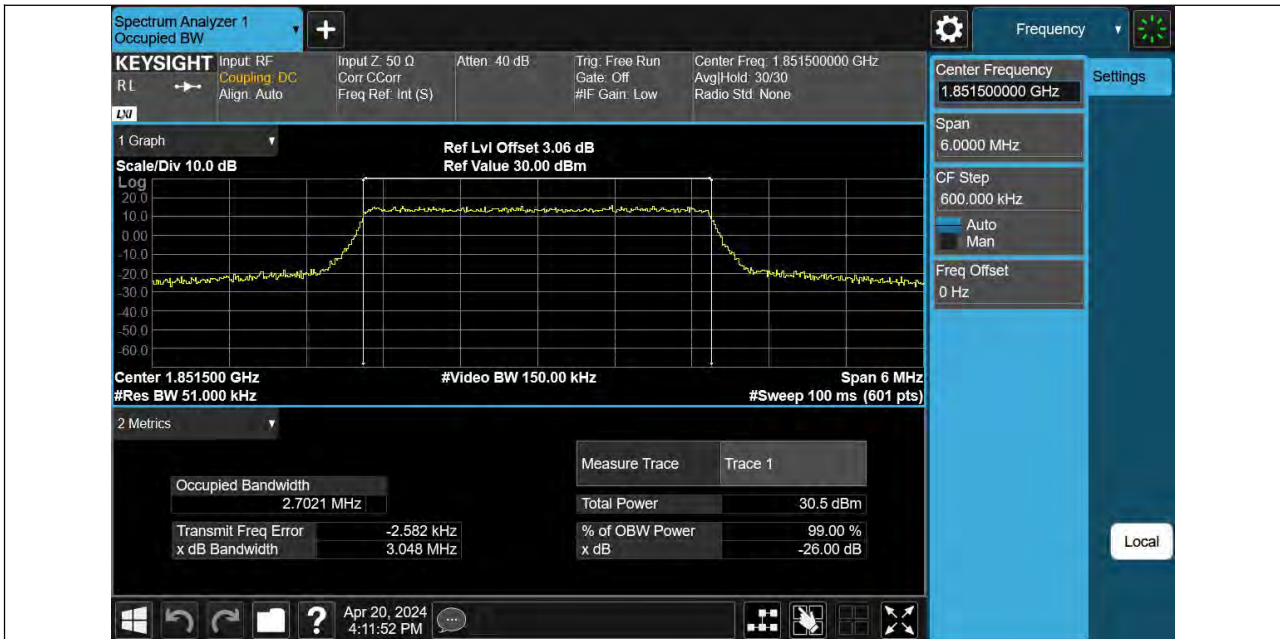 Spectrum Analyzer 1
Occupied BW
Frequency
KEYSIGHT
RL
LXI
Input: RF
Coupling: DC
Align: Auto
Input Z: 50 Ω
Corr CCorr
Freq Ref: Int (S)
Atten: 40 dB
Trig: Free Run
Gate: Off
#IF Gain: Low
Center Freq: 1.851500000 GHz
Avg|Hold: 30/30
Radio Std: None
Center Frequency
1.851500000 GHz
Settings
Span
6.0000 MHz
CF Step
600.000 kHz
Auto
Man
Freq Offset
0 Hz
Local
1 Graph
Scale/Div 10.0 dB
Ref Lvl Offset 3.06 dB
Ref Value 30.00 dBm
Log
20.0
10.0
0.00
-10.0
-20.0
-30.0
-40.0
-50.0
-60.0
Center 1.851500 GHz
#Res BW 51.000 kHz
#Video BW 150.00 kHz
Span 6 MHz
#Sweep 100 ms (601 pts)
2 Metrics
Occupied Bandwidth
2.7021 MHz
Transmit Freq Error -2.582 kHz
x dB Bandwidth 3.048 MHz
Measure Trace Trace 1
Total Power 30.5 dBm
% of OBW Power 99.00 %
x dB -26.00 dB
Apr 20, 2024
4:11:52 PM